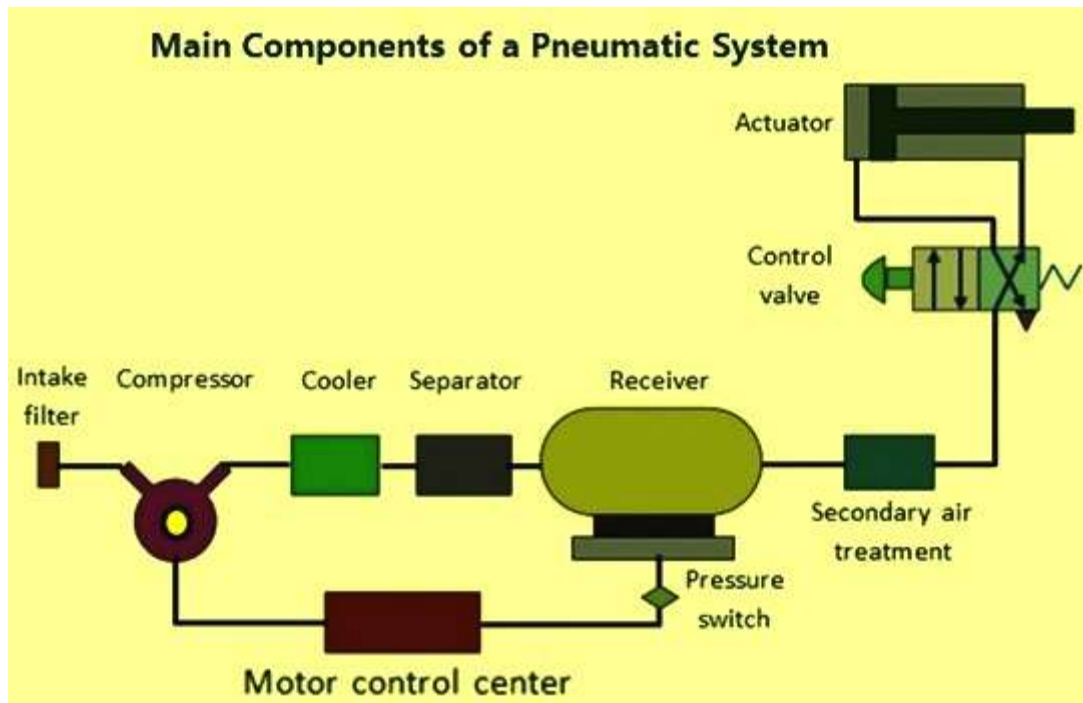 Main Components of a Pneumatic System
Actuator
Control
valve
Intake
filter
Compressor
Cooler
Separator
Receiver
Secondary air
treatment
Pressure
switch
Motor control center